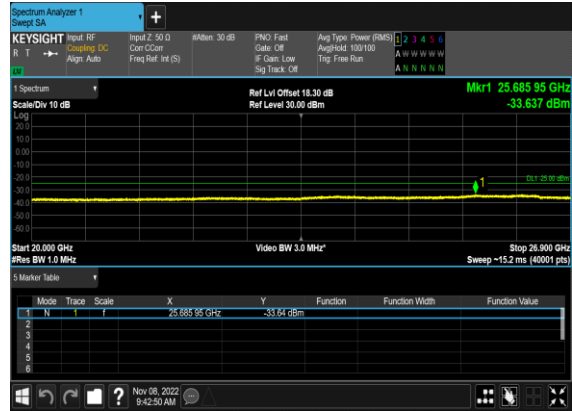 Spectrum Analyzer 1
Swept SA
+
KEYSIGHT Input: RF Input Z: 50 Ω #Atten: 30 dB PNO: Fast Avg Type: Power (RMS) 1 2 3 4 5 6
R T Coupling: DC Corr CCorr Gate: Off Avg|Hold: 100/100 A W W W W W
Align: Auto Freq Ref: Int (S) IF Gain: Low Trig: Free Run
Sig Track: Off A N N N N N
1 Spectrum Ref Lvl Offset 18.30 dB Mkr1 25.685 95 GHz
Scale/Div 10 dB Ref Level 30.00 dBm -33.637 dBm
Log
20.0
10.0
0.00
-10.0
-20.0 DL1 -25.00 dBm
-30.0 1
-40.0
-50.0
-60.0
Start 20.000 GHz Video BW 3.0 MHz* Stop 26.900 GHz
#Res BW 1.0 MHz Sweep ~15.2 ms (40001 pts)
5 Marker Table
Mode Trace Scale X Y Function Function Width Function Value
1 N 1 f 25.685 95 GHz -33.64 dBm
2
3
4
5
6
? Nov 08, 2022
9:42:50 AM